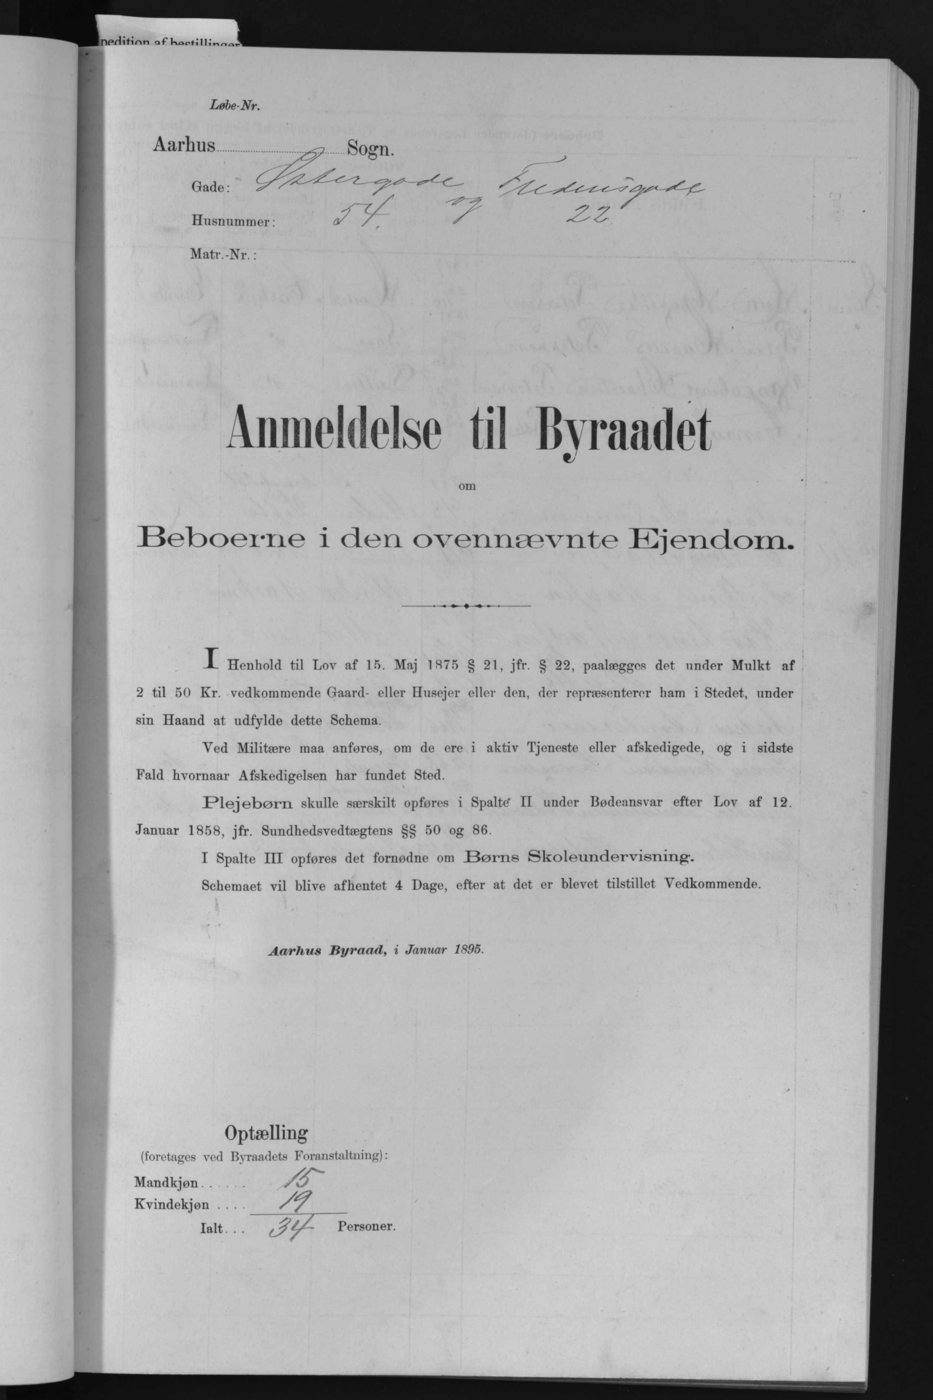 pedition af bestillinger
Løbe-Nr.
Aarhus Sogn.
Gade: Østergade og Fredensgade
Husnummer: 54. 22
Matr.-Nr.:
Anmeldelse til Byraadet
om
Beboerne i den ovennævnte Ejendom.
I Henhold til Lov af 15. Maj 1875 § 21, jfr. § 22, paalægges det under Mulkt af
2 til 50 Kr. vedkommende Gaard- eller Husejer eller den, der repræsenterer ham i Stedet, under
sin Haand at udfylde dette Schema.
Ved Militære maa anføres, om de ere i aktiv Tjeneste eller afskedigede, og i sidste
Fald hvornaar Afskedigelsen har fundet Sted.
Plejebørn skulle særskilt opføres i Spalte II under Bødeansvar efter Lov af 12.
Januar 1858, jfr. Sundhedsvedtægtens §§ 50 og 86.
I Spalte III opføres det fornødne om Børns Skoleundervisning.
Schemaet vil blive afhentet 4 Dage, efter at det er blevet tilstillet Vedkommende.
Aarhus Byraad, i Januar 1895.
Optælling
(foretages ved Byraadets Foranstaltning):
Mandkjøn...... 15
Kvindekjøn .... 19
Ialt... 34 Personer.